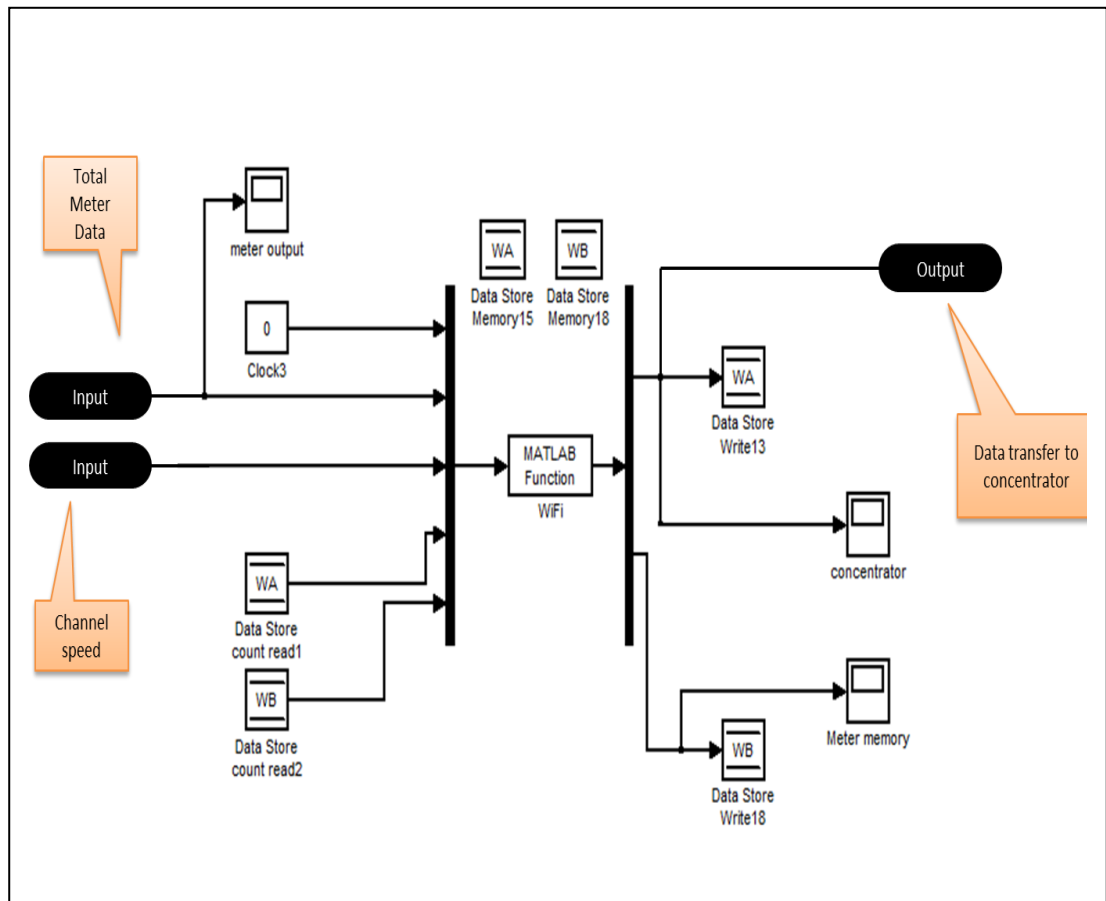 Total
Meter
Data
meter output
WA
Data Store
Memory15
WB
Data Store
Memory18
Output
0
Clock3
WA
Data Store
Write13
Input
Input
MATLAB
Function
WiFi
Data transfer to
concentrator
concentrator
WA
Data Store
count read1
Channel
speed
WB
Data Store
count read2
Meter memory
WB
Data Store
Write18